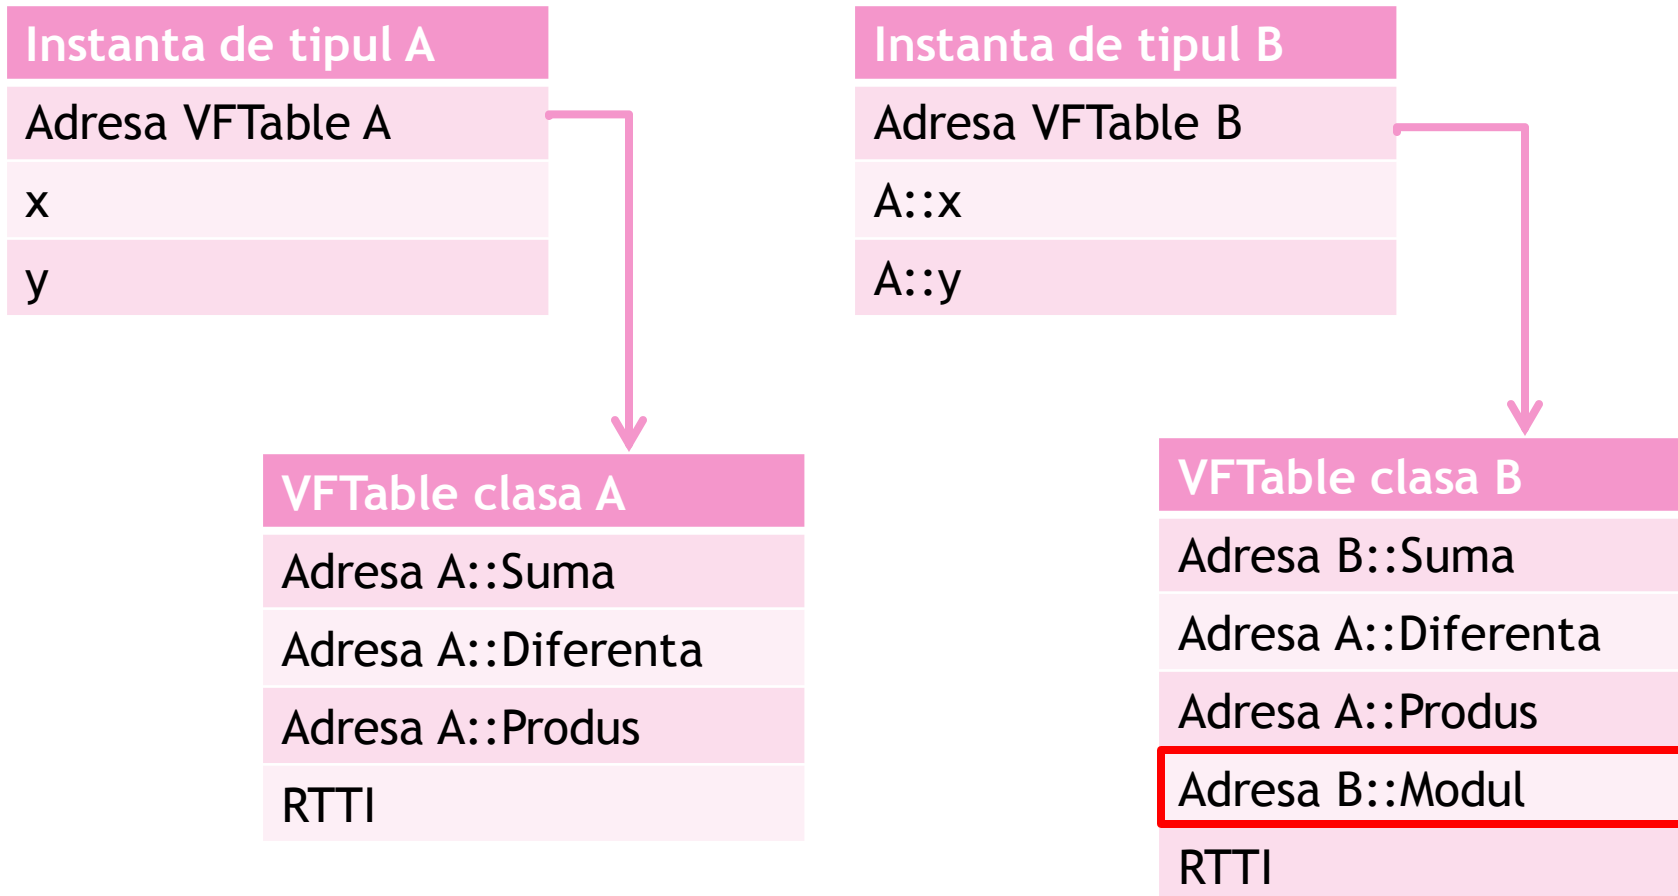 Instanta de tipul A
Adresa VFTable A
x
y
Instanta de tipul B
Adresa VFTable B
A::x
A::y
VFTable clasa A
Adresa A::Suma
Adresa A::Diferenta
Adresa A::Produs
RTTI
VFTable clasa B
Adresa B::Suma
Adresa A::Diferenta
Adresa A::Produs
Adresa B::Modul
RTTI